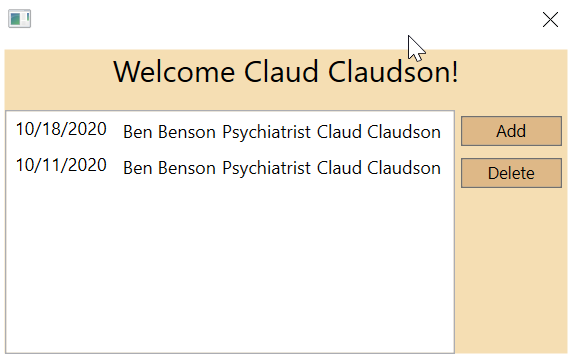 Welcome Claud Claudson!
10/18/2020 Ben Benson Psychiatrist Claud Claudson
10/11/2020 Ben Benson Psychiatrist Claud Claudson
Add
Delete